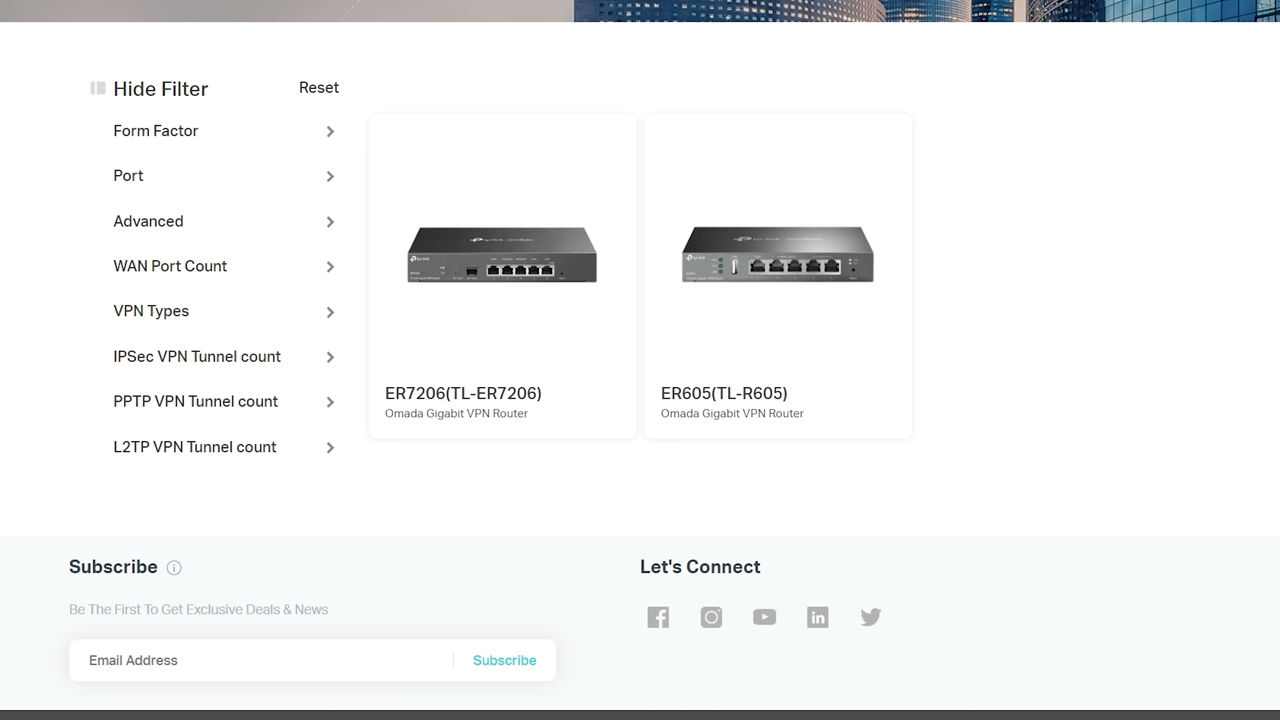 Hide Filter
Reset
Form Factor
Port
Advanced
WAN Port Count
VPN Types
IPSec VPN Tunnel count
PPTP VPN Tunnel count
L2TP VPN Tunnel count
ER7206(TL-ER7206)
Omada Gigabit VPN Router
ER605(TL-R605)
Omada Gigabit VPN Router
Subscribe
Be The First To Get Exclusive Deals & News
Email Address
Subscribe
Let's Connect